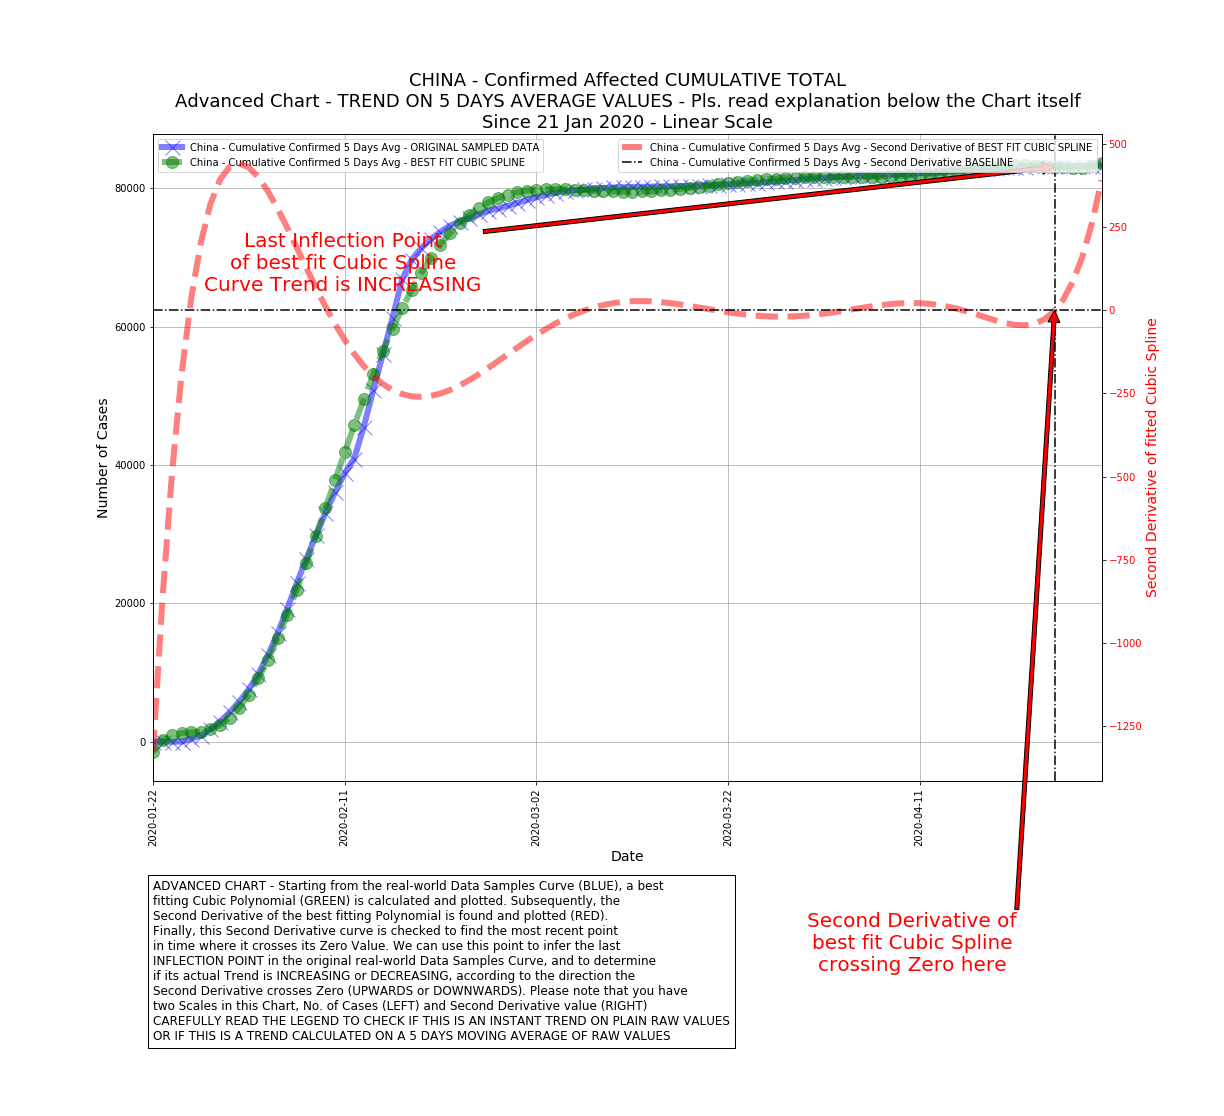 CHINA - Confirmed Affected CUMULATIVE TOTAL
Advanced Chart - TREND ON 5 DAYS AVERAGE VALUES - Pls. read explanation below the Chart itself
Since 21 Jan 2020 - Linear Scale
China - Cumulative Confirmed 5 Days Avg - ORIGINAL SAMPLED DATA
China - Cumulative Confirmed 5 Days Avg - BEST FIT CUBIC SPLINE
China - Cumulative Confirmed 5 Days Avg - Second Derivative of BEST FIT CUBIC SPLINE
China - Cumulative Confirmed 5 Days Avg - Second Derivative BASELINE
Last Inflection Point
of best fit Cubic Spline
Curve Trend is INCREASING
Number of Cases
80000
60000
40000
20000
0
500
250
0
−250
−500
−750
−1000
−1250
Second Derivative of fitted Cubic Spline
2020-01-22
2020-02-11
2020-03-02
2020-03-22
2020-04-11
Date
ADVANCED CHART - Starting from the real-world Data Samples Curve (BLUE), a best
fitting Cubic Polynomial (GREEN) is calculated and plotted. Subsequently, the
Second Derivative of the best fitting Polynomial is found and plotted (RED).
Finally, this Second Derivative curve is checked to find the most recent point
in time where it crosses its Zero Value. We can use this point to infer the last
INFLECTION POINT in the original real-world Data Samples Curve, and to determine
if its actual Trend is INCREASING or DECREASING, according to the direction the
Second Derivative crosses Zero (UPWARDS or DOWNWARDS). Please note that you have
two Scales in this Chart, No. of Cases (LEFT) and Second Derivative value (RIGHT)
CAREFULLY READ THE LEGEND TO CHECK IF THIS IS AN INSTANT TREND ON PLAIN RAW VALUES
OR IF THIS IS A TREND CALCULATED ON A 5 DAYS MOVING AVERAGE OF RAW VALUES
Second Derivative of
best fit Cubic Spline
crossing Zero here